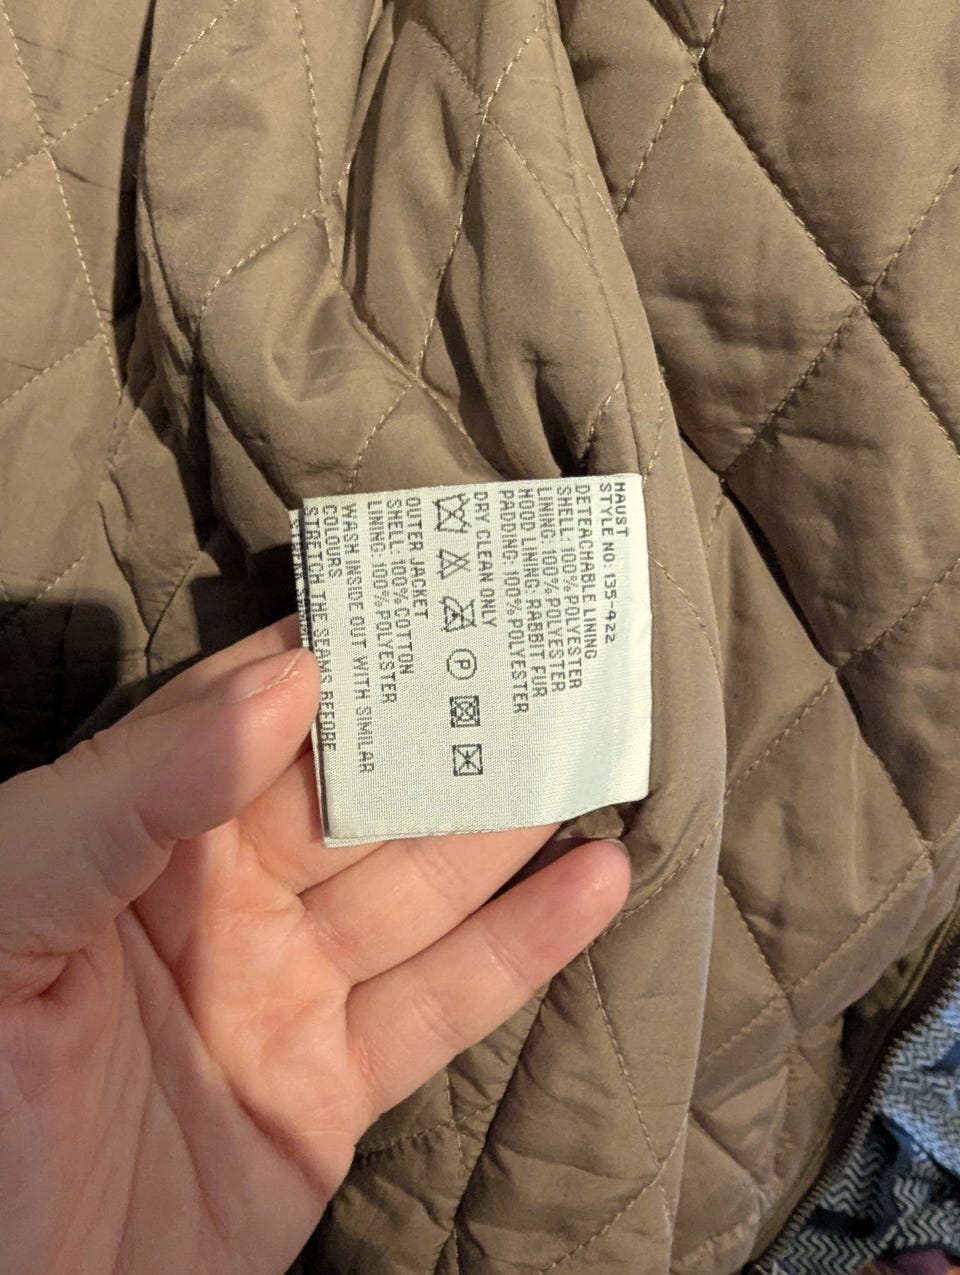 HAUST
STYLE NO: 135-422
DETEACHABLE LINING
SHELL: 100% POLYESTER
LINING: 100% POLYESTER
HOOD LINING: RABBIT FUR
PADDING: 100% POLYESTER
DRY CLEAN ONLY
P
OUTER JACKET
SHELL: 100% COTTON
LINING: 100% POLYESTER
WASH INSIDE OUT WITH SIMILAR
COLOURS
STRETCH THE SEAMS BEFORE